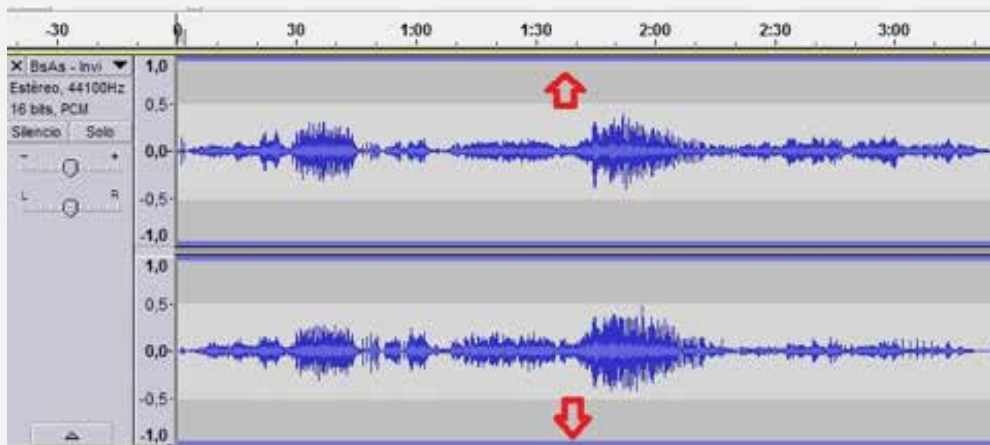 -30 0 30 1:00 1:30 2:00 2:30 3:00
X BsAs - Invi
Estéreo, 44100Hz
16 bits, PCM
Silencio Solo
- +
L R
1,0
0,5-
0,0-
-0,5-
-1,0
1,0
0,5-
0,0-
-0,5-
-1,0